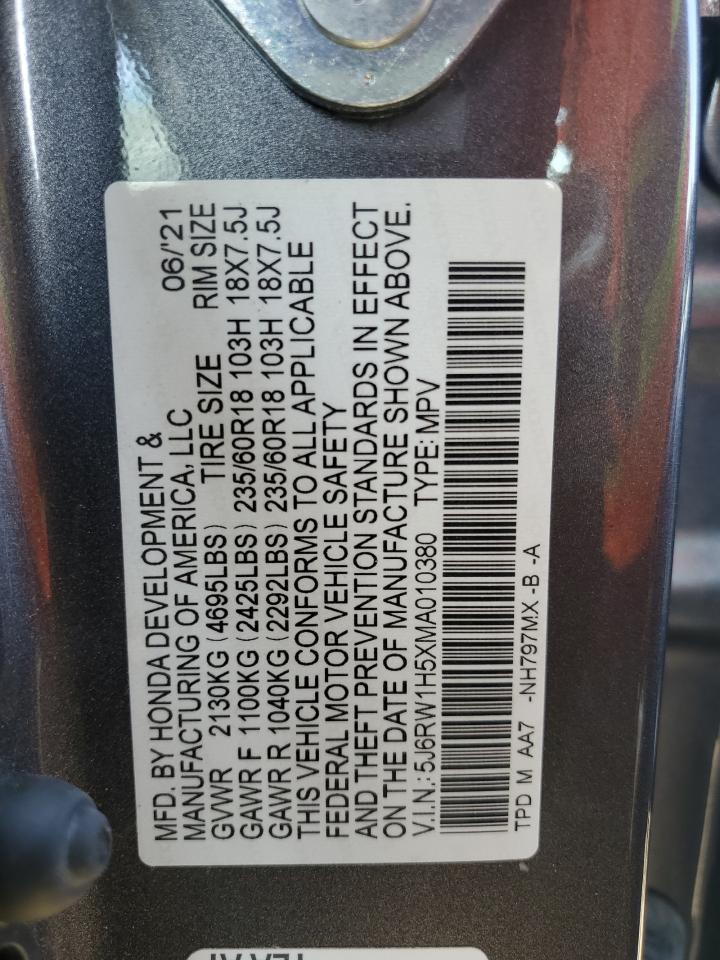 MFD. BY HONDA DEVELOPMENT &
MANUFACTURING OF AMERICA, LLC 06/'21
GVWR 2130KG (4695LBS) TIRE SIZE RIM SIZE
GAWR F 1100KG (2425LBS) 235/60R18 103H 18X7.5J
GAWR R 1040KG (2292LBS) 235/60R18 103H 18X7.5J
THIS VEHICLE CONFORMS TO ALL APPLICABLE
FEDERAL MOTOR VEHICLE SAFETY
AND THEFT PREVENTION STANDARDS IN EFFECT
ON THE DATE OF MANUFACTURE SHOWN ABOVE.
V.I.N.: 5J6RW1H5XMA010380 TYPE: MPV
TPD M AA7 -NH797MX -B -A